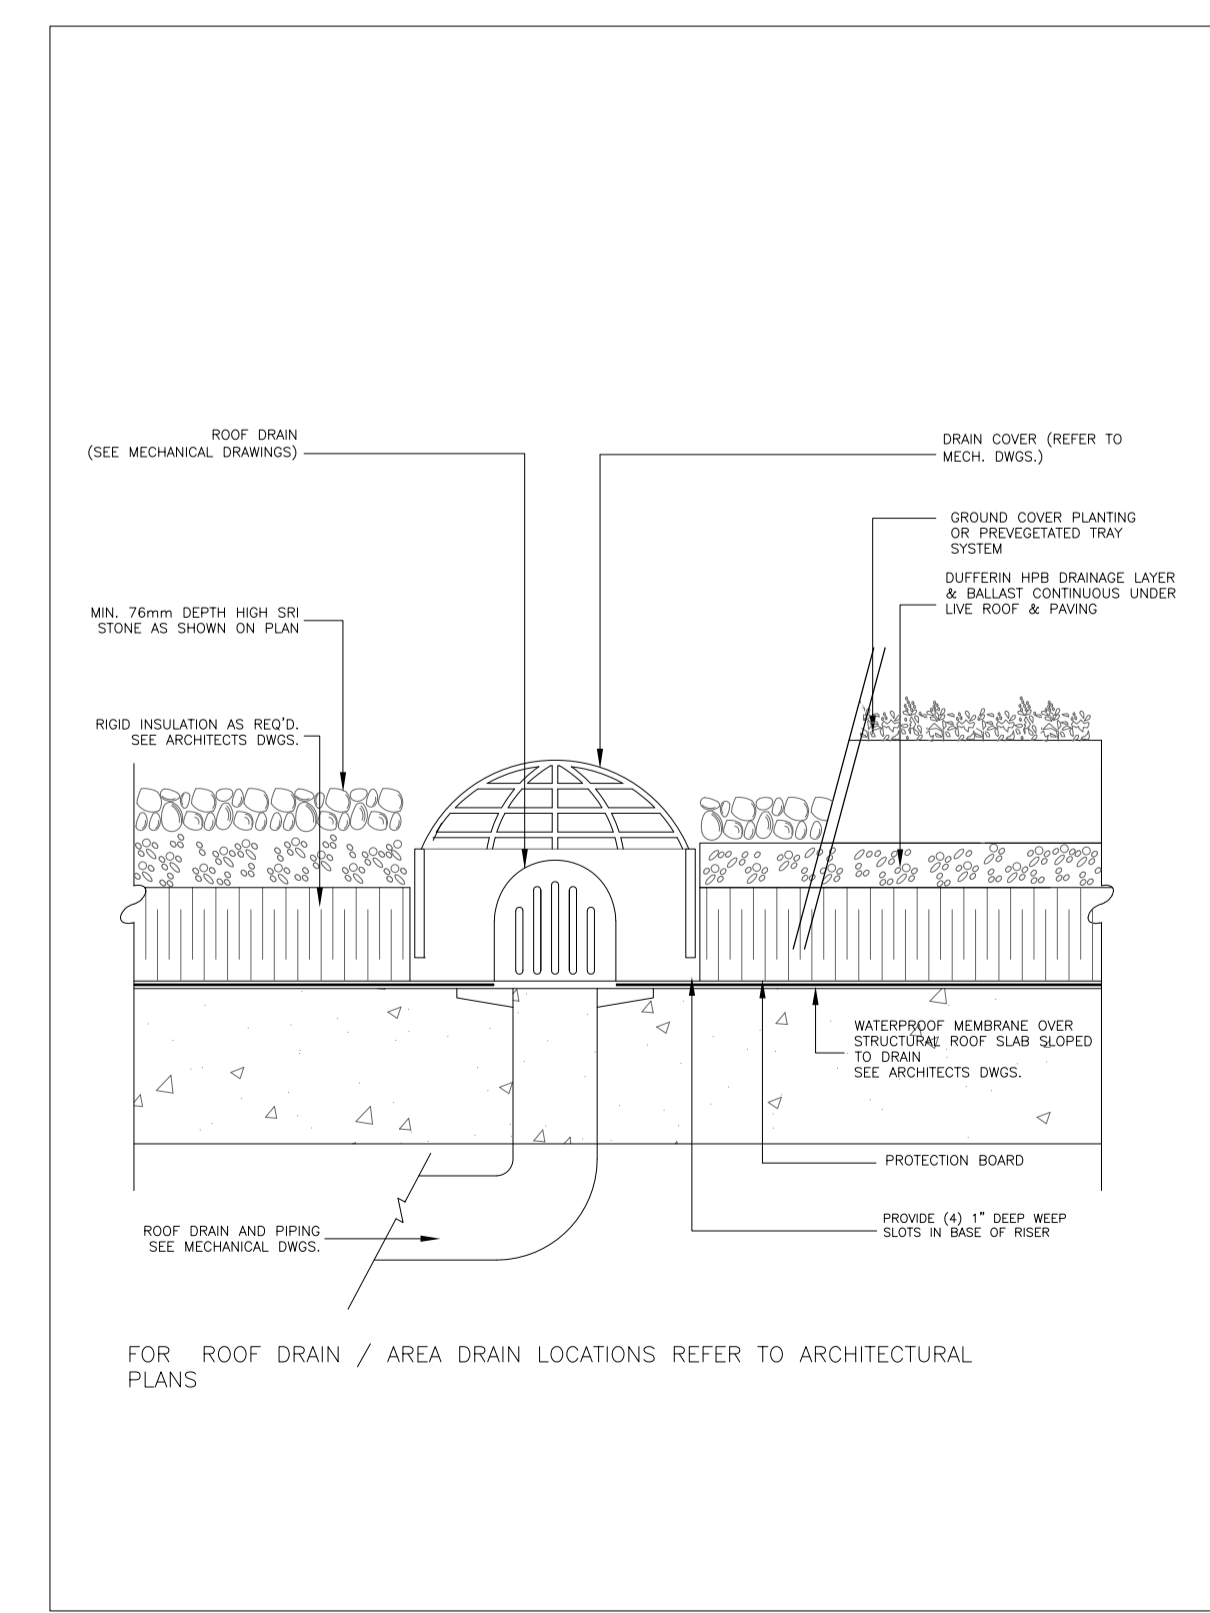 ROOF DRAIN
(SEE MECHANICAL DRAWINGS)
DRAIN COVER (REFER TO
MECH. DWGS.)
GROUND COVER PLANTING
OR PREVEGETATED TRAY
SYSTEM
DUFFERIN HPB DRAINAGE LAYER
& BALLAST CONTINUOUS UNDER
LIVE ROOF & PAVING
MIN. 76mm DEPTH HIGH SRI
STONE AS SHOWN ON PLAN
RIGID INSULATION AS REQ'D.
SEE ARCHITECTS DWGS.
WATERPROOF MEMBRANE OVER
STRUCTURAL ROOF SLAB SLOPED
TO DRAIN
SEE ARCHITECTS DWGS.
PROTECTION BOARD
PROVIDE (4) 1" DEEP WEEP
SLOTS IN BASE OF RISER
ROOF DRAIN AND PIPING
SEE MECHANICAL DWGS.
FOR ROOF DRAIN / AREA DRAIN LOCATIONS REFER TO ARCHITECTURAL
PLANS